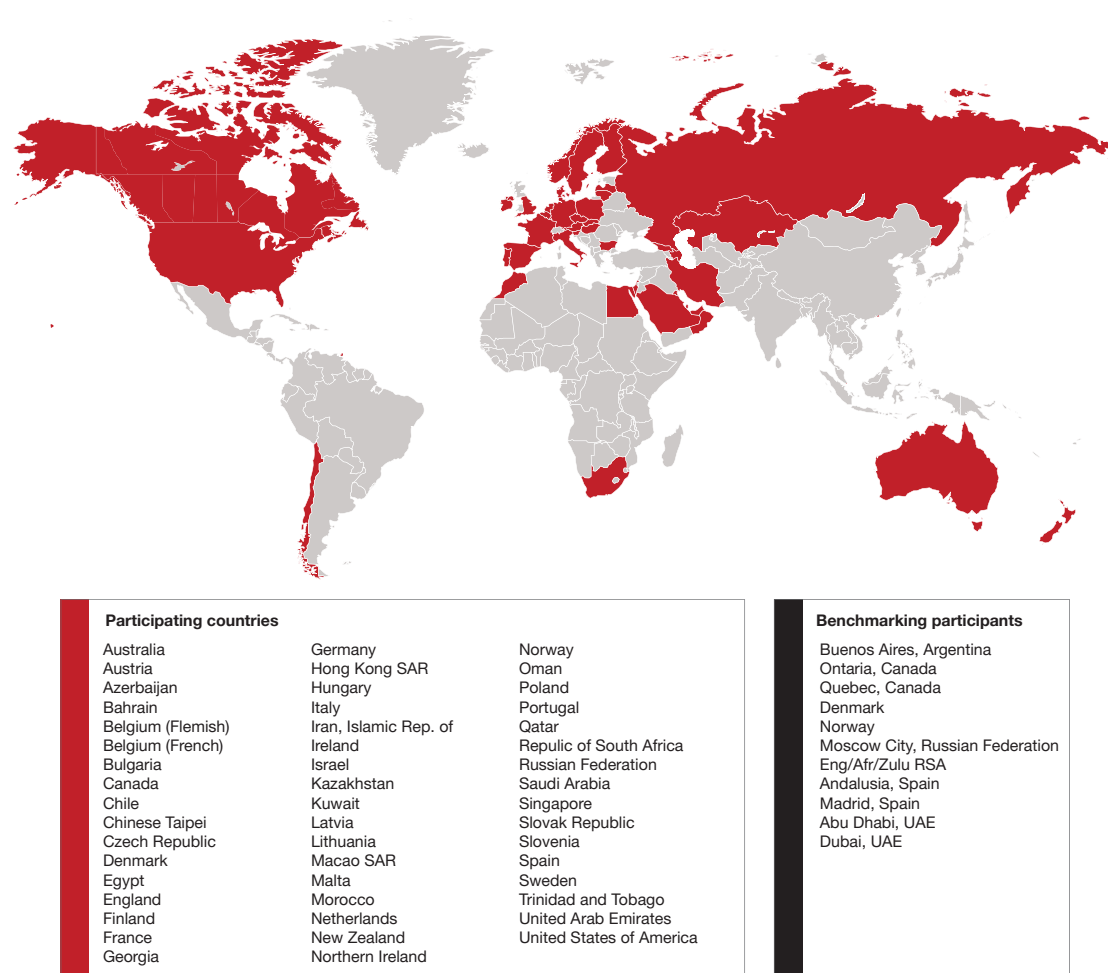 Participating countries
Australia
Austria
Azerbaijan
Bahrain
Belgium (Flemish)
Belgium (French)
Bulgaria
Canada
Chile
Chinese Taipei
Czech Republic
Denmark
Egypt
England
Finland
France
Georgia
Germany
Hong Kong SAR
Hungary
Italy
Iran, Islamic Rep. of
Ireland
Israel
Kazakhstan
Kuwait
Latvia
Lithuania
Macao SAR
Malta
Morocco
Netherlands
New Zealand
Northern Ireland
Norway
Oman
Poland
Portugal
Qatar
Repulic of South Africa
Russian Federation
Saudi Arabia
Singapore
Slovak Republic
Slovenia
Spain
Sweden
Trinidad and Tobago
United Arab Emirates
United States of America
Benchmarking participants
Buenos Aires, Argentina
Ontaria, Canada
Quebec, Canada
Denmark
Norway
Moscow City, Russian Federation
Eng/Afr/Zulu RSA
Andalusia, Spain
Madrid, Spain
Abu Dhabi, UAE
Dubai, UAE